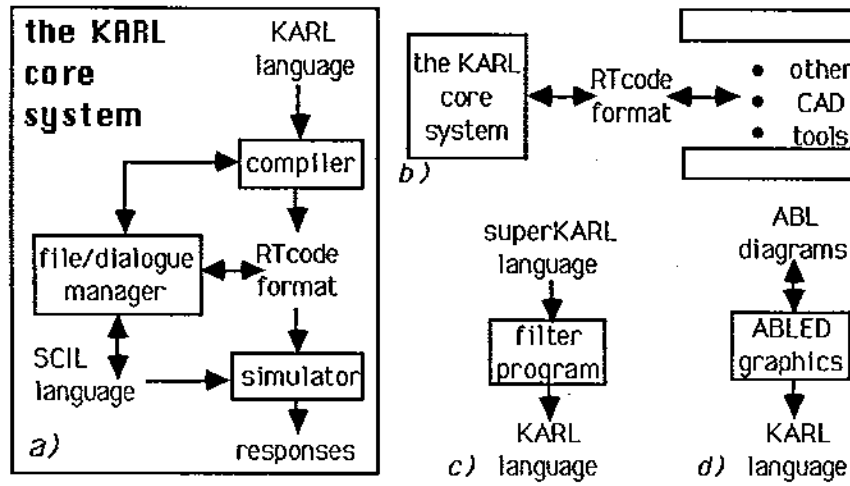 the KARL
core
system
KARL
language
compiler
file/dialogue
manager
RTcode
format
SCIL
language
simulator
responses
a)
the KARL
core
system
RTcode
format
• other
• CAD
• tools
b)
superKARL
language
filter
program
KARL
language
c)
ABL
diagrams
ABLED
graphics
KARL
language
d)